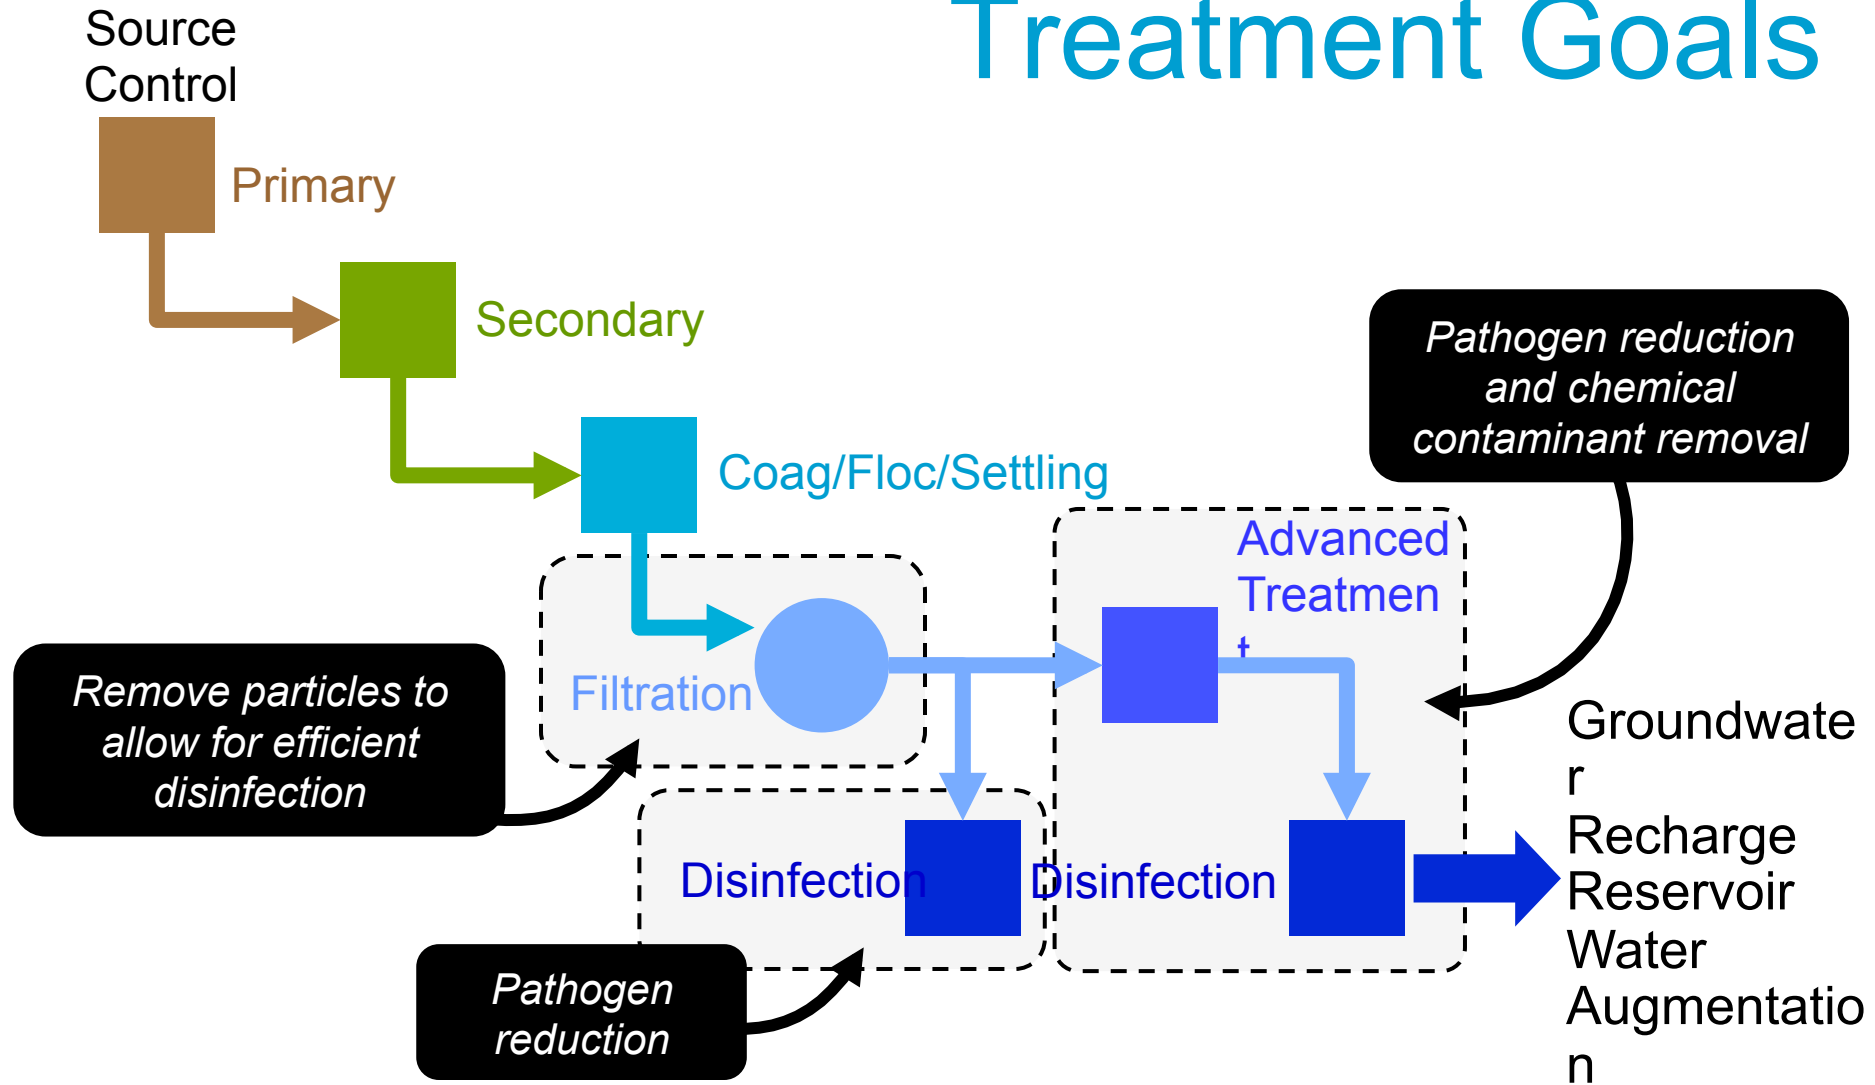 Treatment Goals
Source
Control
Primary
Secondary
Pathogen reduction
and chemical
contaminant removal
Coag/Floc/Settling
Advanced
Treatmen
t
Remove particles to
allow for efficient
disinfection
Filtration
Disinfection
Disinfection
Groundwate
r
Recharge
Reservoir
Water
Augmentatio
n
Pathogen
reduction